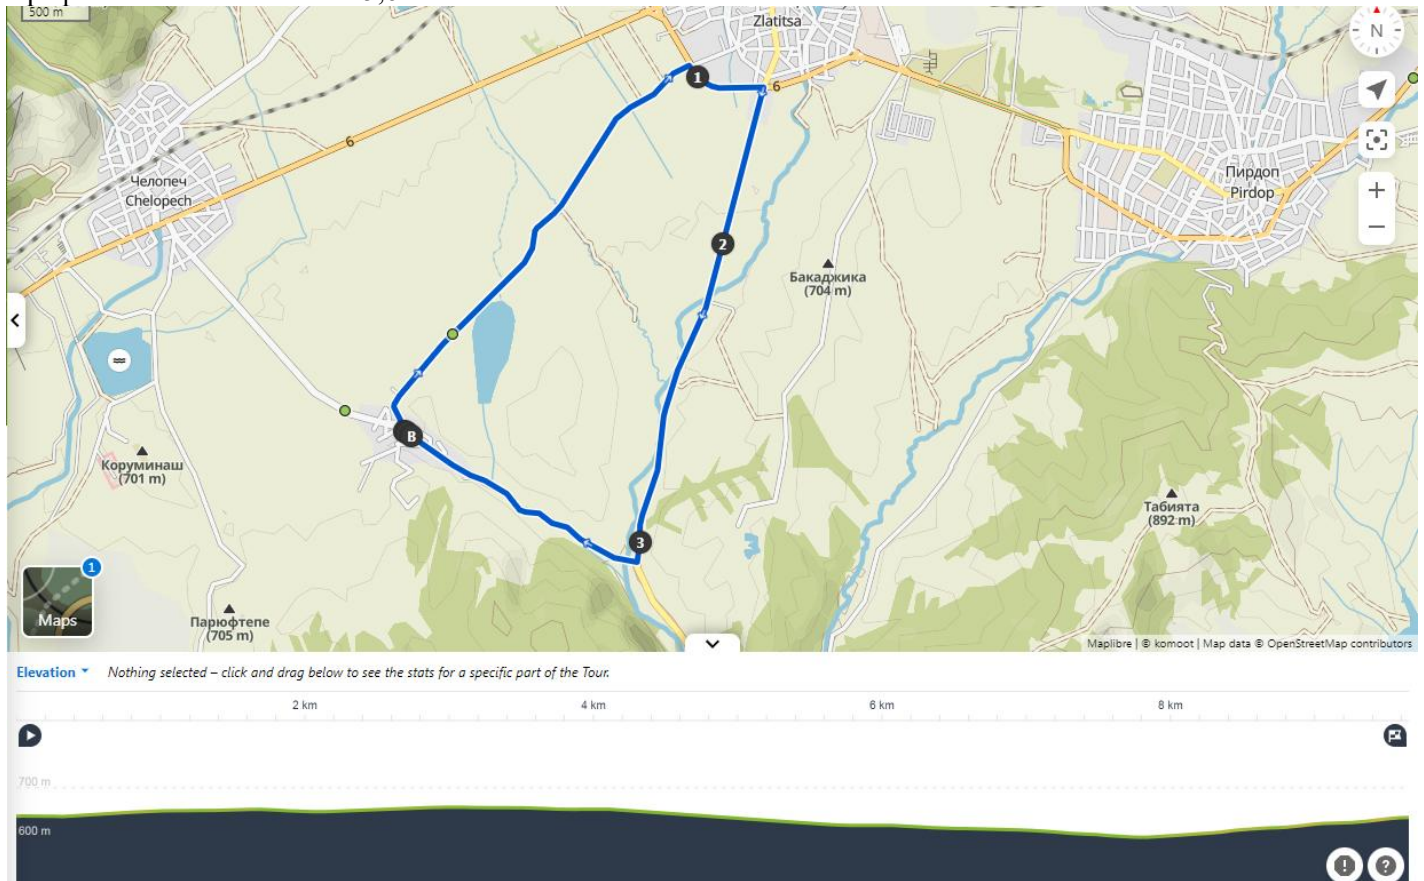 500 m
Zlatitsa
N
1
6
6
Челопеч
Chelopech
Пирдоп
Pirdop
+
−
2
Бакаджика
(704 m)
B
Коруминаш
(701 m)
Табията
(892 m)
3
1
Maps
Парюфтепе
(705 m)
Maplibre | © komoot | Map data © OpenStreetMap contributors
Elevation Nothing selected – click and drag below to see the stats for a specific part of the Tour.
2 km 4 km 6 km 8 km
700 m
600 m
! ?